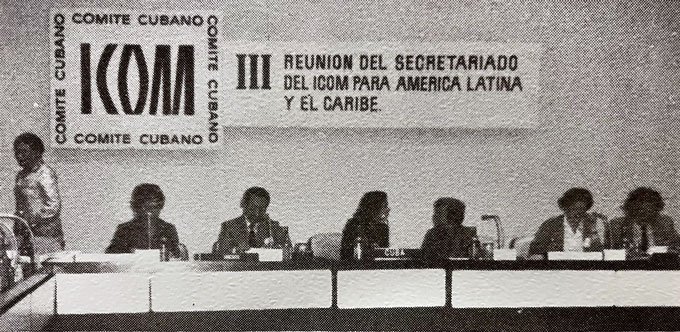 COMITE CUBANO
COMITE CUBANO
ICOM
COMITE CUBANO
COMITE CUBANO
III REUNION DEL SECRETARIADO
DEL ICOM PARA AMERICA LATINA
Y EL CARIBE.
CUBA